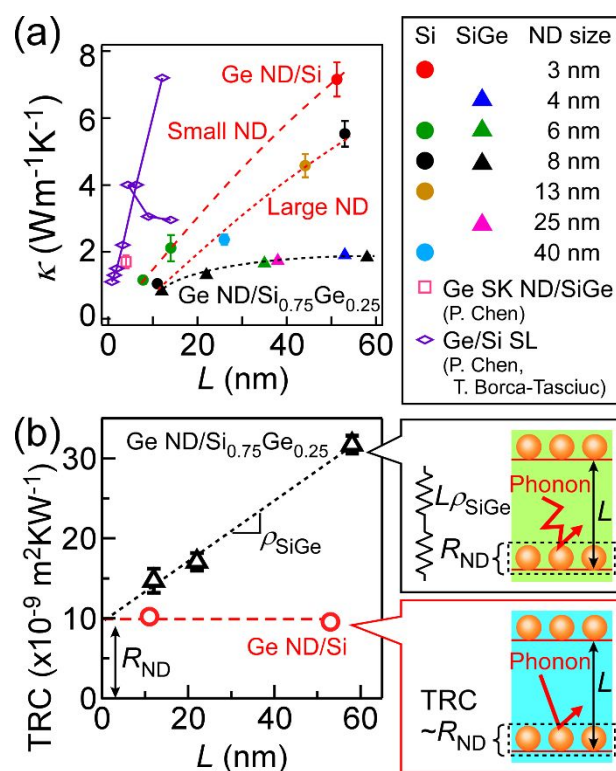 (a)
κ (Wm-1K-1)
8
6
4
2
0
Ge ND/Si
Small ND
Large ND
Ge ND/Si0.75Ge0.25
0 20 40 60
L (nm)
Si SiGe ND size
3 nm
4 nm
6 nm
8 nm
13 nm
25 nm
40 nm
Ge SK ND/SiGe
(P. Chen)
Ge/Si SL
(P. Chen,
T. Borca-Tasciuc)
(b)
TRC (x10-9 m2KW-1)
30
20
10
0
Ge ND/Si0.75Ge0.25
ρSiGe
Ge ND/Si
RND
0 20 40 60
L (nm)
Phonon
LρSiGe
L
RND
Phonon
L
TRC
~RND